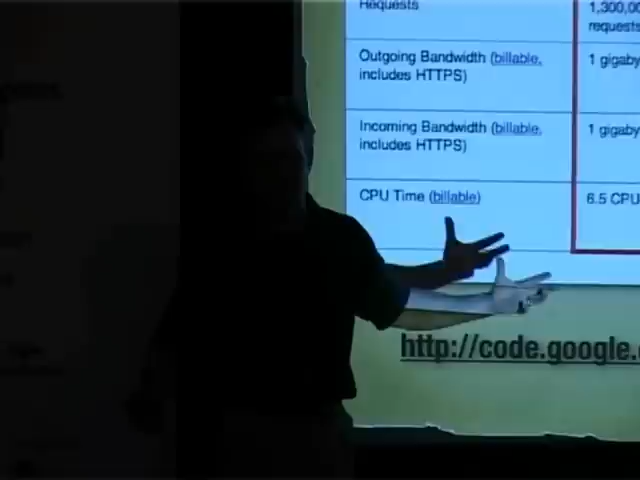 Requests
1,300,00
requests
Outgoing Bandwidth (billable,
includes HTTPS)
1 gigaby
Incoming Bandwidth (billable,
includes HTTPS)
1 gigaby
CPU Time (billable)
6.5 CPU
http://code.google.